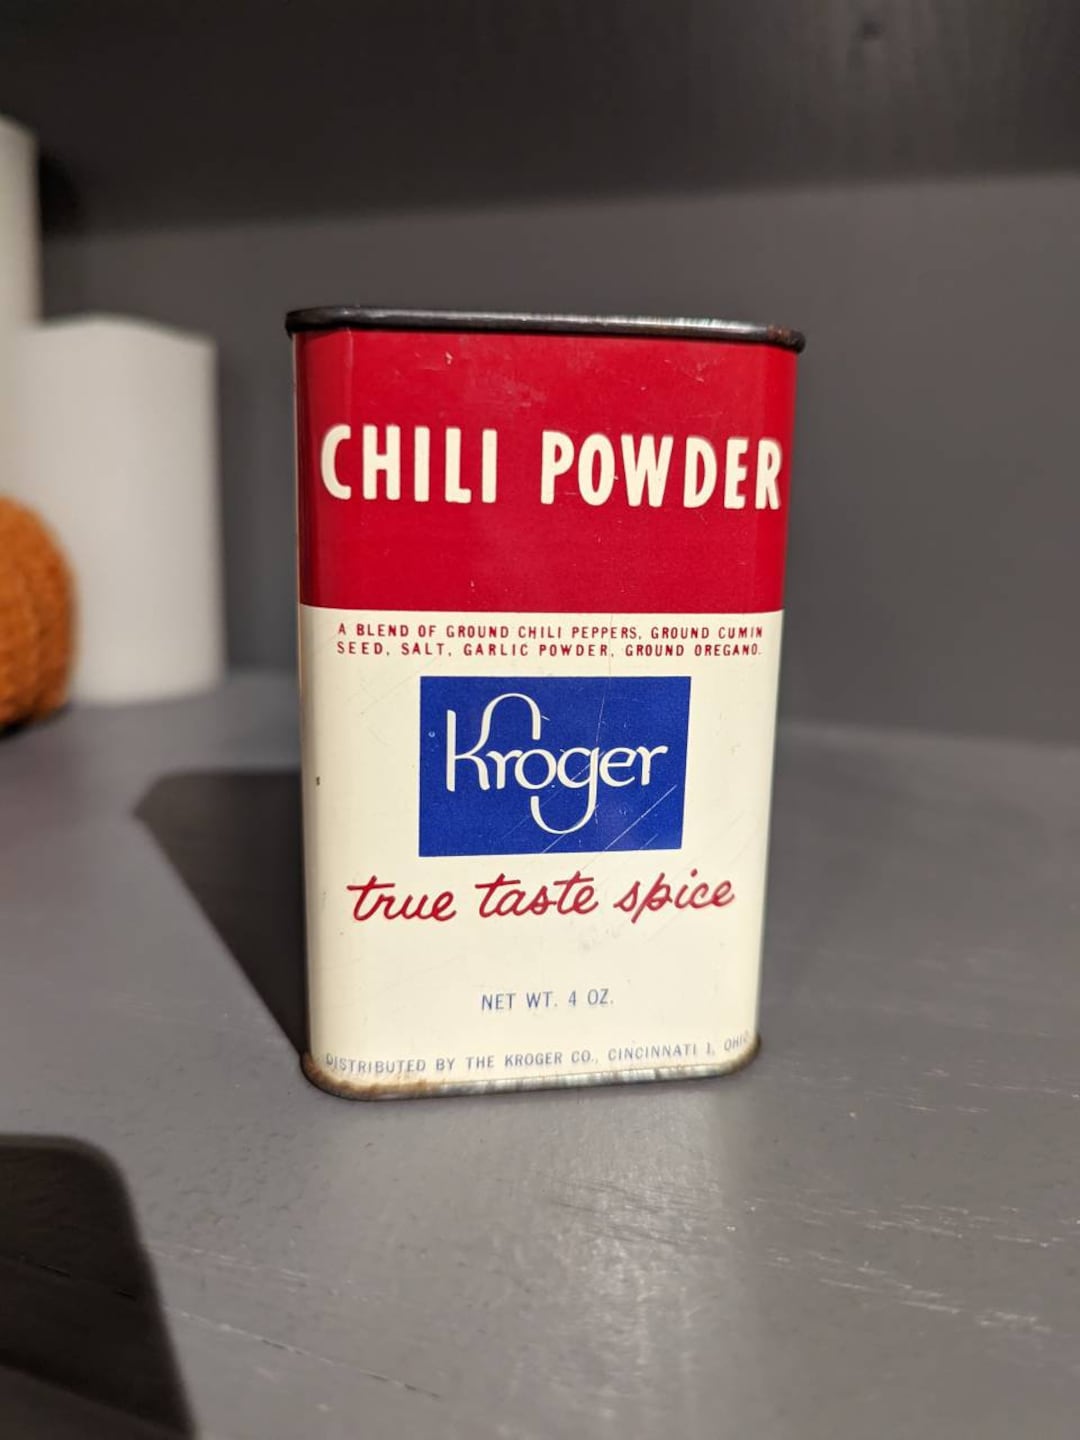 CHILI POWDER
A BLEND OF GROUND CHILI PEPPERS, GROUND CUMIN
SEED, SALT, GARLIC POWDER, GROUND OREGANO.
Kroger
true taste spice
NET WT. 4 OZ.
DISTRIBUTED BY THE KROGER CO., CINCINNATI 1, OHIO